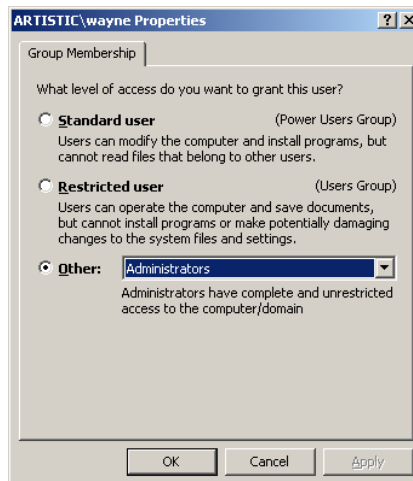 ARTISTIC\wayne Properties
Group Membership
What level of access do you want to grant this user?
Standard user (Power Users Group)
Users can modify the computer and install programs, but
cannot read files that belong to other users.
Restricted user (Users Group)
Users can operate the computer and save documents,
but cannot install programs or make potentially damaging
changes to the system files and settings.
Other: Administrators
Administrators have complete and unrestricted
access to the computer/domain
OK Cancel Apply